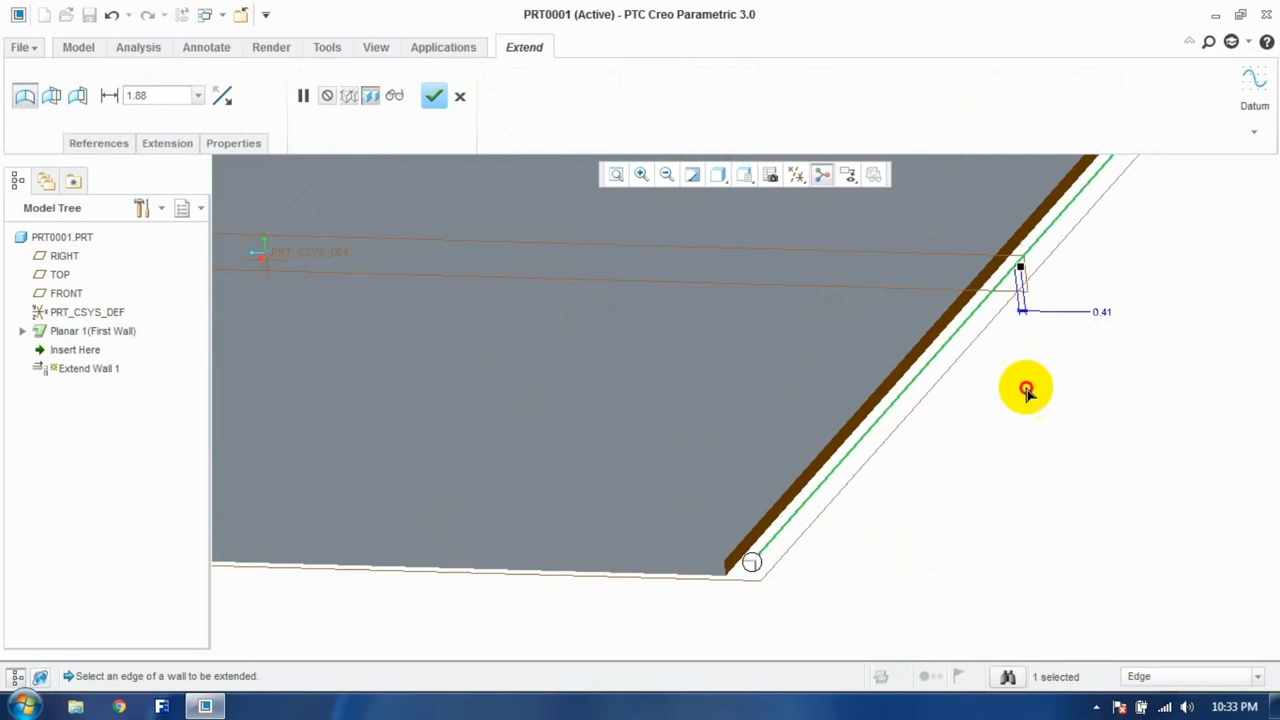 PRT0001 (Active) - PTC Creo Parametric 3.0
File Model Analysis Annotate Render Tools View Applications Extend
1.88
Datum
References Extension Properties
Model Tree
PRT0001.PRT
RIGHT
TOP
FRONT
PRT_CSYS_DEF
Planar 1(First Wall)
Insert Here
Extend Wall 1
PRT_CSYS_DEF
0.41
Select an edge of a wall to be extended.
1 selected
Edge
10:33 PM